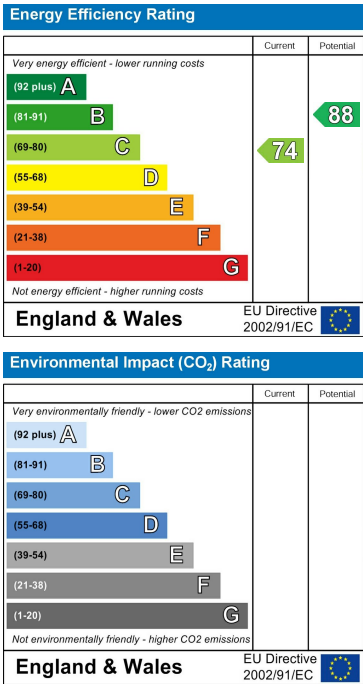 Energy Efficiency Rating
Current Potential
Very energy efficient - lower running costs
(92 plus) A
(81-91) B
(69-80) C
(55-68) D
(39-54) E
(21-38) F
(1-20) G
74
88
Not energy efficient - higher running costs
England & Wales
EU Directive
2002/91/EC
Environmental Impact (CO₂) Rating
Current Potential
Very environmentally friendly - lower CO2 emissions
(92 plus) A
(81-91) B
(69-80) C
(55-68) D
(39-54) E
(21-38) F
(1-20) G
Not environmentally friendly - higher CO2 emissions
England & Wales
EU Directive
2002/91/EC